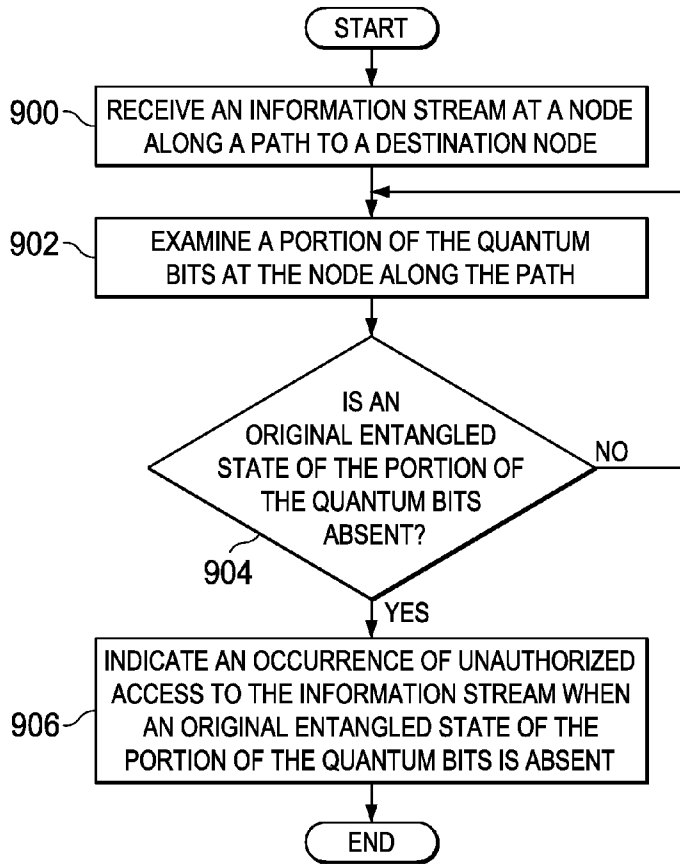 START
900
RECEIVE AN INFORMATION STREAM AT A NODE
ALONG A PATH TO A DESTINATION NODE
902
EXAMINE A PORTION OF THE QUANTUM
BITS AT THE NODE ALONG THE PATH
IS AN
ORIGINAL ENTANGLED
STATE OF THE PORTION OF
THE QUANTUM BITS
ABSENT?
NO
904
YES
906
INDICATE AN OCCURRENCE OF UNAUTHORIZED
ACCESS TO THE INFORMATION STREAM WHEN
AN ORIGINAL ENTANGLED STATE OF THE
PORTION OF THE QUANTUM BITS IS ABSENT
END